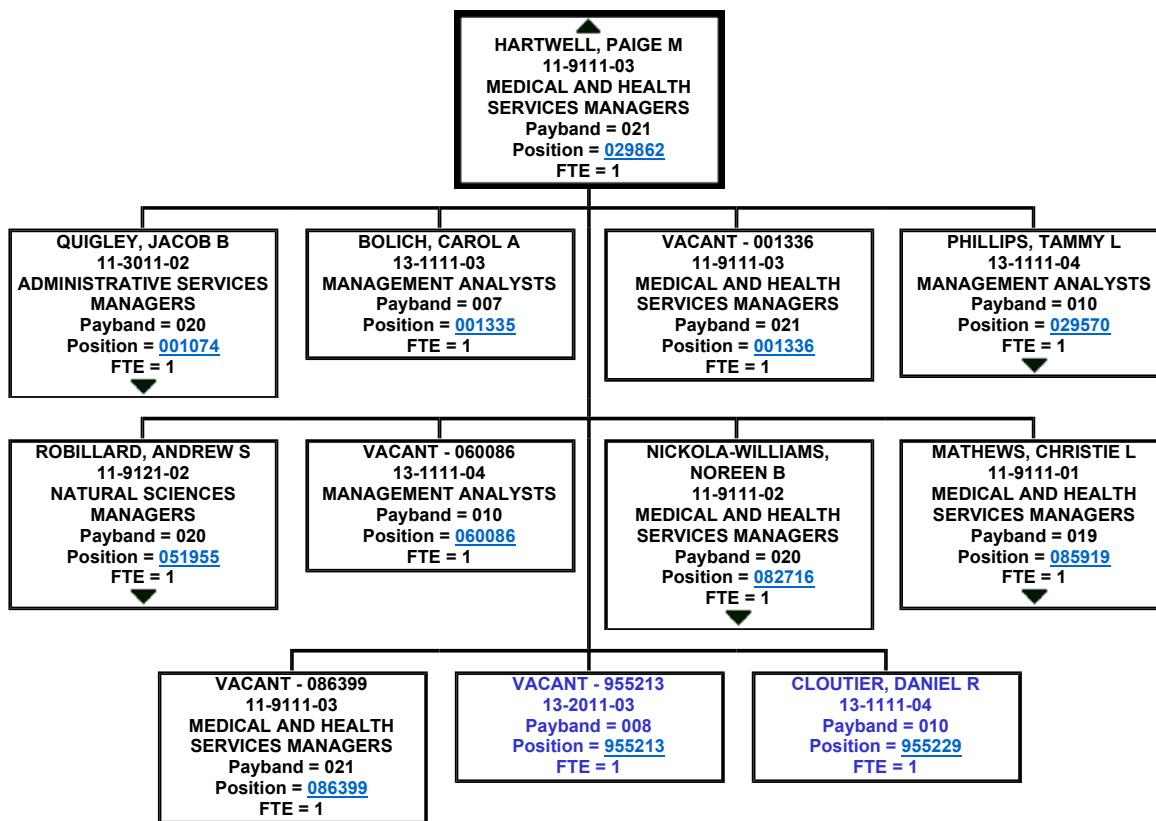 HARTWELL, PAIGE M
11-9111-03
MEDICAL AND HEALTH
SERVICES MANAGERS
Payband = 021
Position = 029862
FTE = 1
QUIGLEY, JACOB B
11-3011-02
ADMINISTRATIVE SERVICES
MANAGERS
Payband = 020
Position = 001074
FTE = 1
BOLICH, CAROL A
13-1111-03
MANAGEMENT ANALYSTS
Payband = 007
Position = 001335
FTE = 1
VACANT - 001336
11-9111-03
MEDICAL AND HEALTH
SERVICES MANAGERS
Payband = 021
Position = 001336
FTE = 1
PHILLIPS, TAMMY L
13-1111-04
MANAGEMENT ANALYSTS
Payband = 010
Position = 029570
FTE = 1
ROBILLARD, ANDREW S
11-9121-02
NATURAL SCIENCES
MANAGERS
Payband = 020
Position = 051955
FTE = 1
VACANT - 060086
13-1111-04
MANAGEMENT ANALYSTS
Payband = 010
Position = 060086
FTE = 1
NICKOLA-WILLIAMS,
NOREEN B
11-9111-02
MEDICAL AND HEALTH
SERVICES MANAGERS
Payband = 020
Position = 082716
FTE = 1
MATHEWS, CHRISTIE L
11-9111-01
MEDICAL AND HEALTH
SERVICES MANAGERS
Payband = 019
Position = 085919
FTE = 1
VACANT - 086399
11-9111-03
MEDICAL AND HEALTH
SERVICES MANAGERS
Payband = 021
Position = 086399
FTE = 1
VACANT - 955213
13-2011-03
Payband = 008
Position = 955213
FTE = 1
CLOUTIER, DANIEL R
13-1111-04
Payband = 010
Position = 955229
FTE = 1